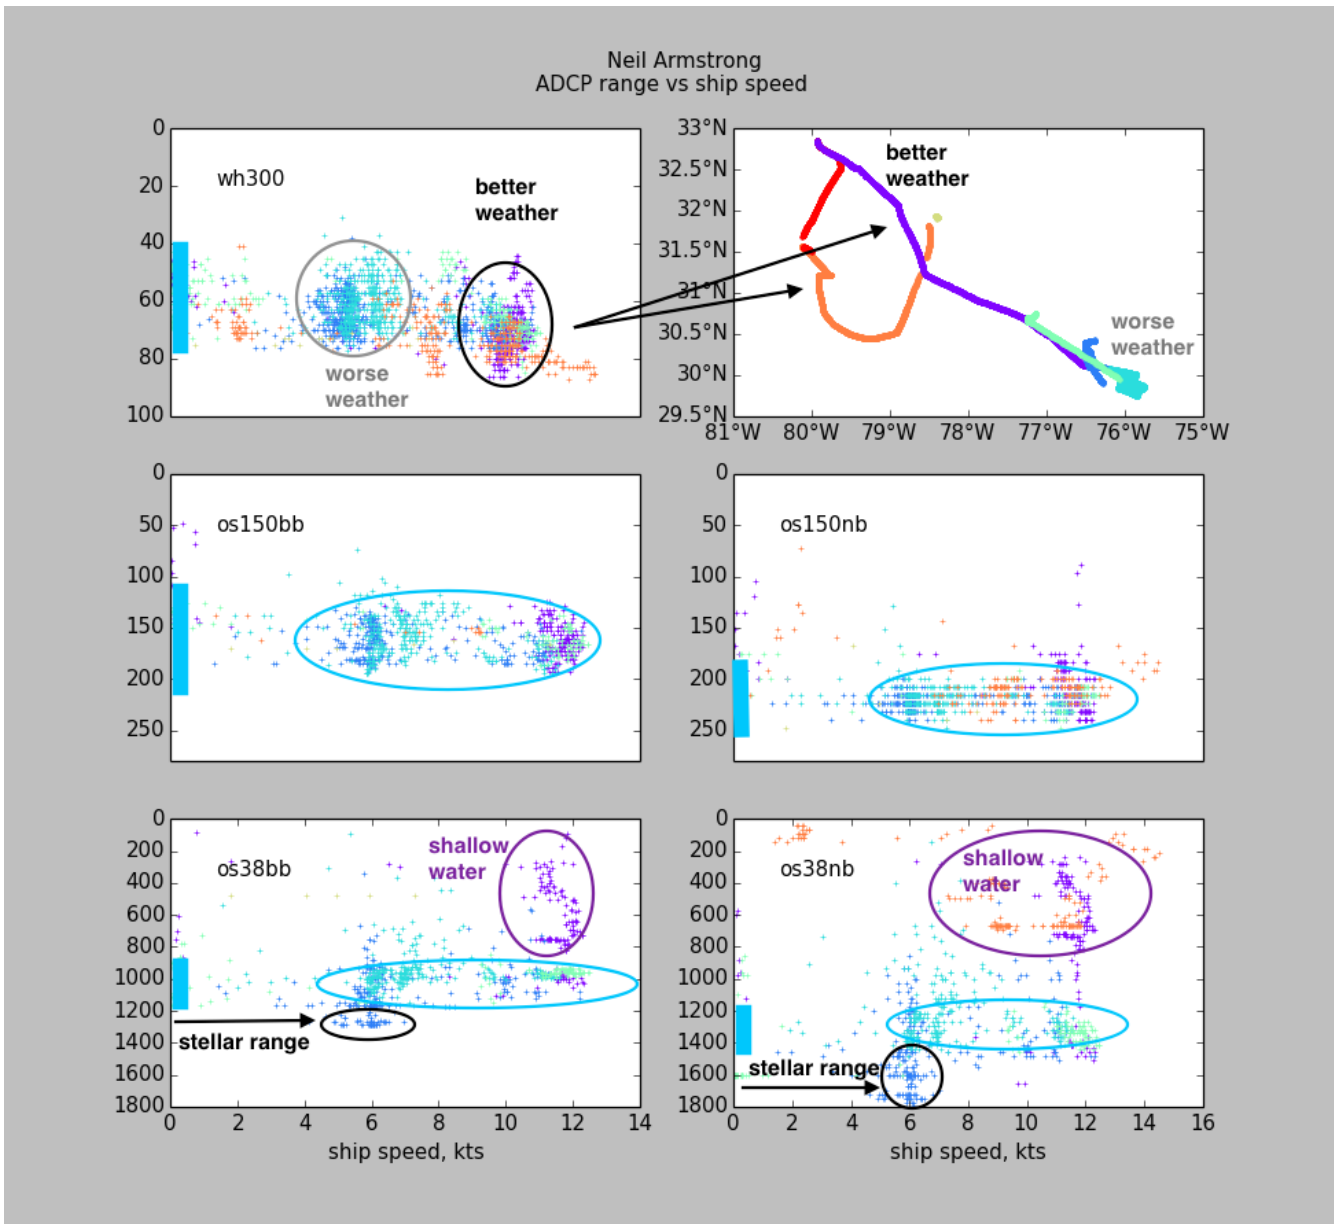 Neil Armstrong
ADCP range vs ship speed
0
20
40
60
80
100
wh300
better
weather
worse
weather
33°N
32.5°N
32°N
31.5°N
31°N
30.5°N
30°N
29.5°N
81°W 80°W 79°W 78°W 77°W 76°W 75°W
better
weather
worse
weather
0
50
100
150
200
250
os150bb
0
50
100
150
200
250
os150nb
0
200
400
600
800
1000
1200
1400
1600
1800
os38bb
shallow
water
stellar range
0 2 4 6 8 10 12 14
ship speed, kts
0
200
400
600
800
1000
1200
1400
1600
1800
os38nb
shallow
water
stellar range
0 2 4 6 8 10 12 14 16
ship speed, kts